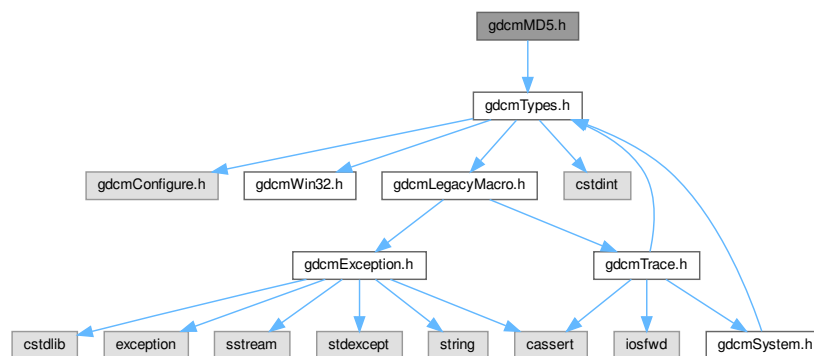 gdcmMD5.h
gdcmTypes.h
gdcmConfigure.h
gdcmWin32.h
gdcmLegacyMacro.h
cstdint
gdcmException.h
gdcmTrace.h
cstdlib
exception
sstream
stdexcept
string
cassert
iosfwd
gdcmSystem.h